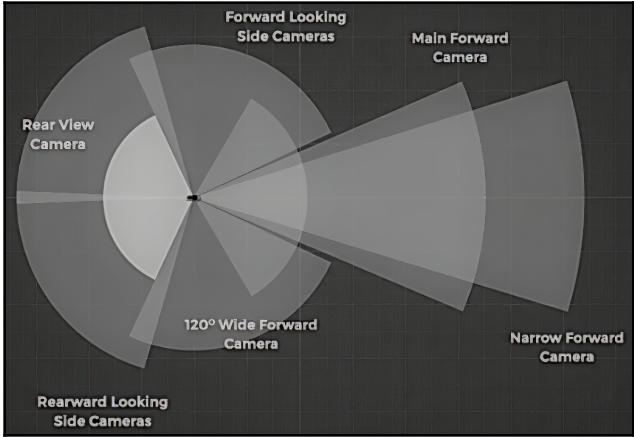 Forward Looking
Side Cameras
Main Forward
Camera
Rear View
Camera
120° Wide Forward
Camera
Narrow Forward
Camera
Rearward Looking
Side Cameras